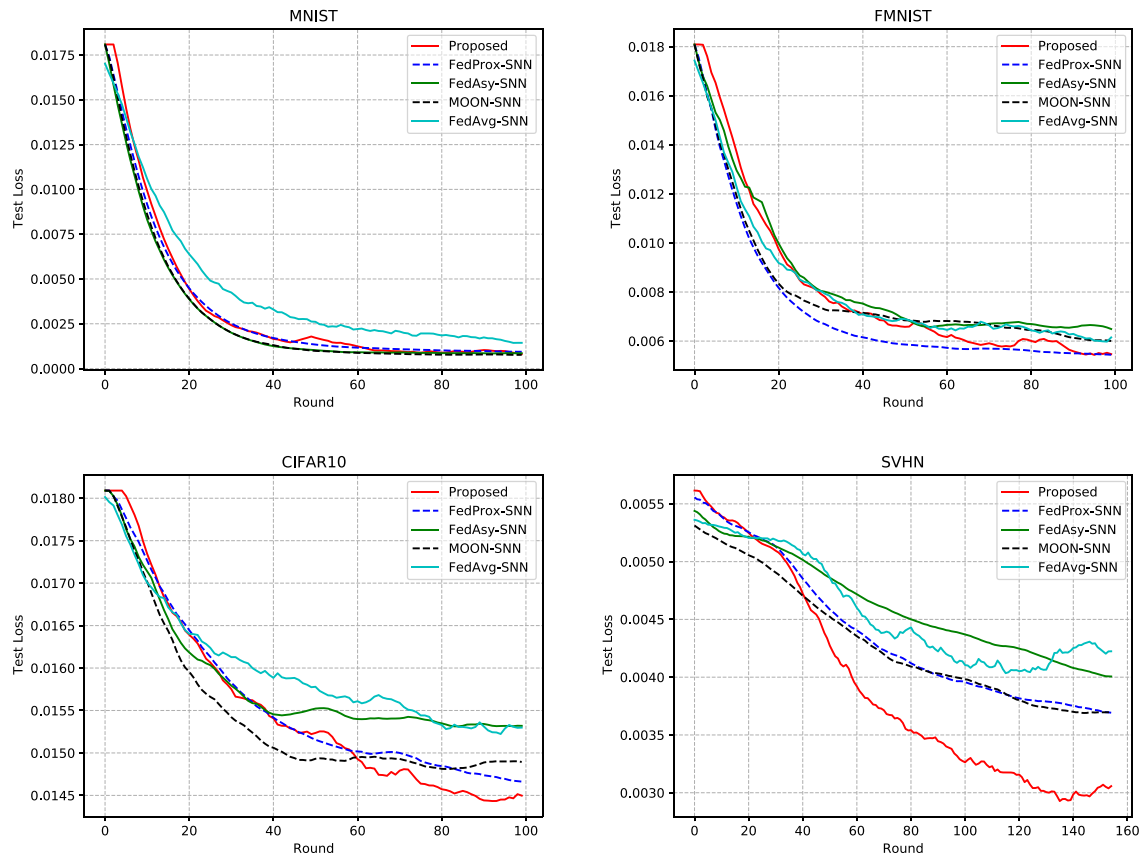 MNIST
Test Loss
0.0175
0.0150
0.0125
0.0100
0.0075
0.0050
0.0025
0.0000
Proposed
FedProx-SNN
FedAsy-SNN
MOON-SNN
FedAvg-SNN
0 20 40 60 80 100
Round
FMNIST
Test Loss
0.018
0.016
0.014
0.012
0.010
0.008
0.006
Proposed
FedProx-SNN
FedAsy-SNN
MOON-SNN
FedAvg-SNN
0 20 40 60 80 100
Round
CIFAR10
Test Loss
0.0180
0.0175
0.0170
0.0165
0.0160
0.0155
0.0150
0.0145
Proposed
FedProx-SNN
FedAsy-SNN
MOON-SNN
FedAvg-SNN
0 20 40 60 80 100
Round
SVHN
Test Loss
0.0055
0.0050
0.0045
0.0040
0.0035
0.0030
Proposed
FedProx-SNN
FedAsy-SNN
MOON-SNN
FedAvg-SNN
0 20 40 60 80 100 120 140 160
Round